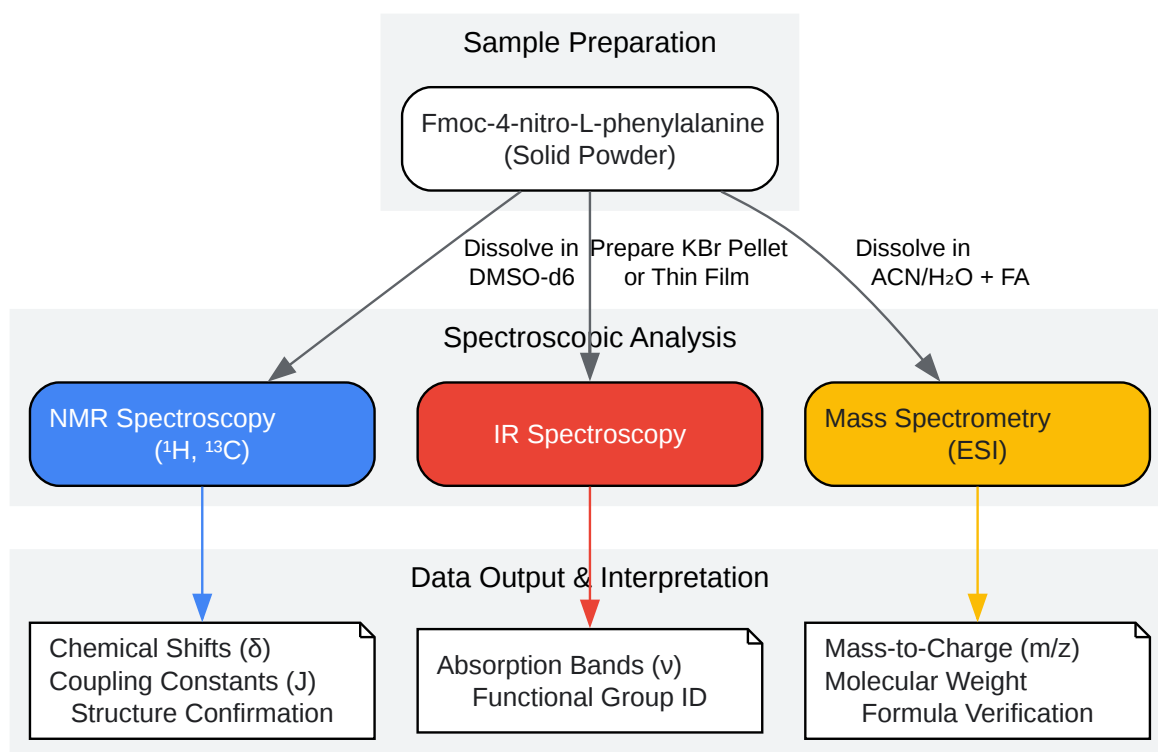 Sample Preparation
Fmoc-4-nitro-L-phenylalanine
(Solid Powder)
Dissolve in
DMSO-d6
Prepare KBr Pellet
or Thin Film
Dissolve in
ACN/H₂O + FA
Spectroscopic Analysis
NMR Spectroscopy
(¹H, ¹³C)
IR Spectroscopy
Mass Spectrometry
(ESI)
Data Output & Interpretation
Chemical Shifts (δ)
Coupling Constants (J)
Structure Confirmation
Absorption Bands (ν)
Functional Group ID
Mass-to-Charge (m/z)
Molecular Weight
Formula Verification